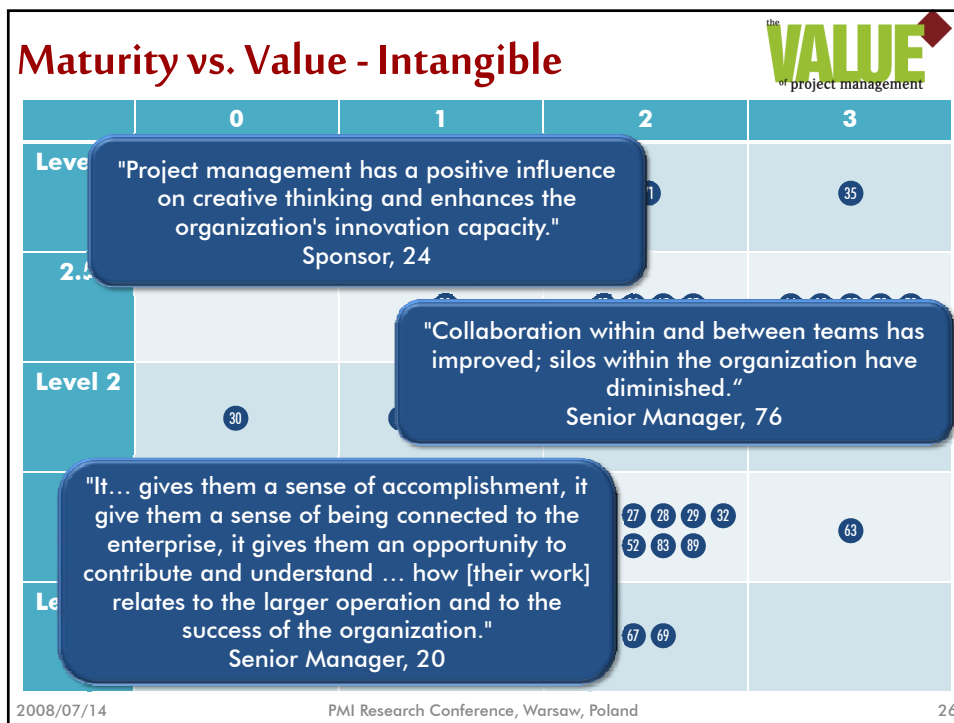 Maturity vs. Value - Intangible
the
VALUE
of project management
0 1 2 3
Leve
"Project management has a positive influence
on creative thinking and enhances the
organization's innovation capacity."
Sponsor, 24
35
2.5
"Collaboration within and between teams has
improved; silos within the organization have
diminished.“
Senior Manager, 76
Level 2
30
"It... gives them a sense of accomplishment, it
give them a sense of being connected to the
enterprise, it gives them an opportunity to
contribute and understand ... how [their work]
relates to the larger operation and to the
success of the organization."
Senior Manager, 20
27 28 29 32
52 83 89
63
Le
67 69
2008/07/14 PMI Research Conference, Warsaw, Poland 26